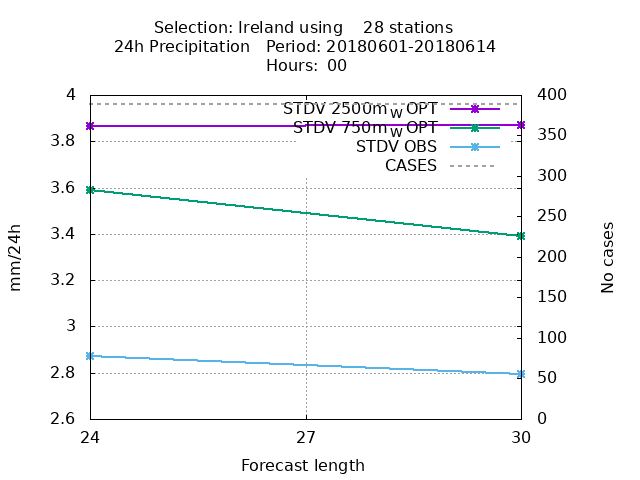 Selection: Ireland using 28 stations
24h Precipitation Period: 20180601-20180614
Hours: 00
4
3.8
3.6
3.4
3.2
3
2.8
2.6
mm/24h
STDV 2500m_W OPT
STDV 750m_W OPT
STDV OBS
CASES
400
350
300
250
200
150
100
50
0
No cases
24
27
30
Forecast length